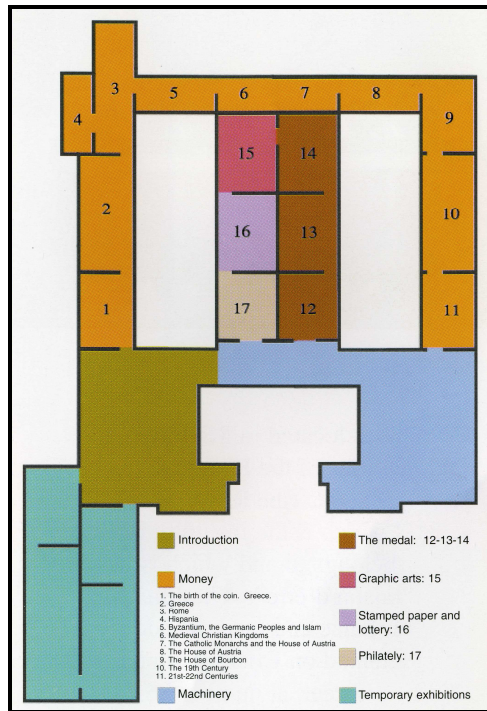 3
5
6
7
8
9
4
15
14
2
16
13
10
17
12
1
11
Introduction
The medal: 12-13-14
Money
Graphic arts: 15
1. The birth of the coin. Greece.
2. Greece
3. Rome
4. Hispania
5. Byzantium, the Germanic Peoples and Islam
6. Medieval Christian Kingdoms
7. The Catholic Monarchs and the House of Austria
8. The House of Austria
9. The House of Bourbon
10. The 19th Century
11. 21st-22nd Centuries
Stamped paper and
lottery: 16
Philately: 17
Machinery
Temporary exhibitions